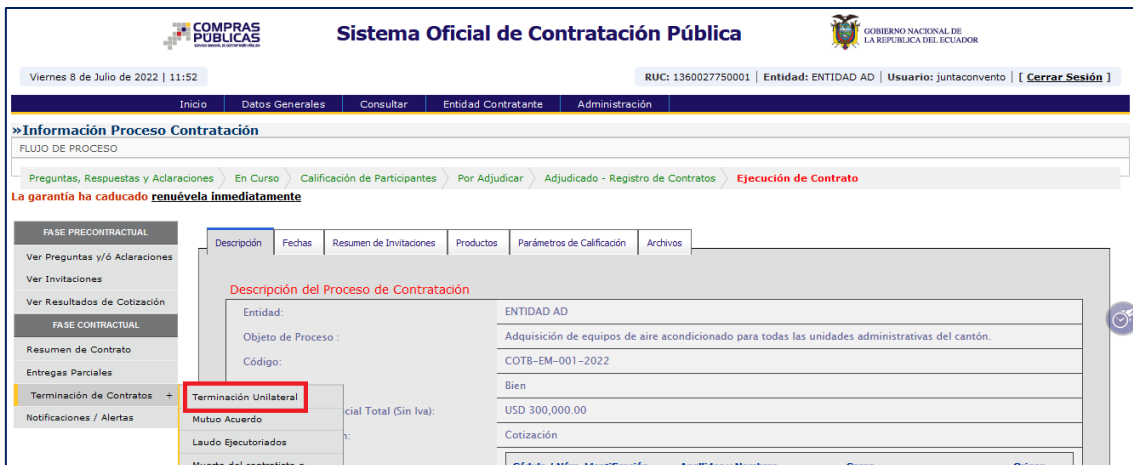 COMPRAS
PÚBLICAS
Sistema Oficial de Contratación Pública
GOBIERNO NACIONAL DE
LA REPUBLICA DEL ECUADOR
Viernes 8 de Julio de 2022 | 11:52
RUC: 1360027750001 | Entidad: ENTIDAD AD | Usuario: juntaconvento | [ Cerrar Sesión ]
Inicio Datos Generales Consultar Entidad Contratante Administración
»Información Proceso Contratación
FLUJO DE PROCESO
Preguntas, Respuestas y Aclaraciones En Curso Calificación de Participantes Por Adjudicar Adjudicado - Registro de Contratos Ejecución de Contrato
La garantía ha caducado renuévela inmediatamente
FASE PRECONTRACTUAL
Ver Preguntas y/ó Aclaraciones
Ver Invitaciones
Ver Resultados de Cotización
FASE CONTRACTUAL
Resumen de Contrato
Entregas Parciales
Terminación de Contratos +
Notificaciones / Alertas
Terminación Unilateral
Mutuo Acuerdo
Laudo Ejecutoriados
Descripción Fechas Resumen de Invitaciones Productos Parámetros de Calificación Archivos
Descripción del Proceso de Contratación
Entidad: ENTIDAD AD
Objeto de Proceso : Adquisición de equipos de aire acondicionado para todas las unidades administrativas del cantón.
Código: COTB-EM-001-2022
Bien
cial Total (Sin Iva): USD 300,000.00
n: Cotización